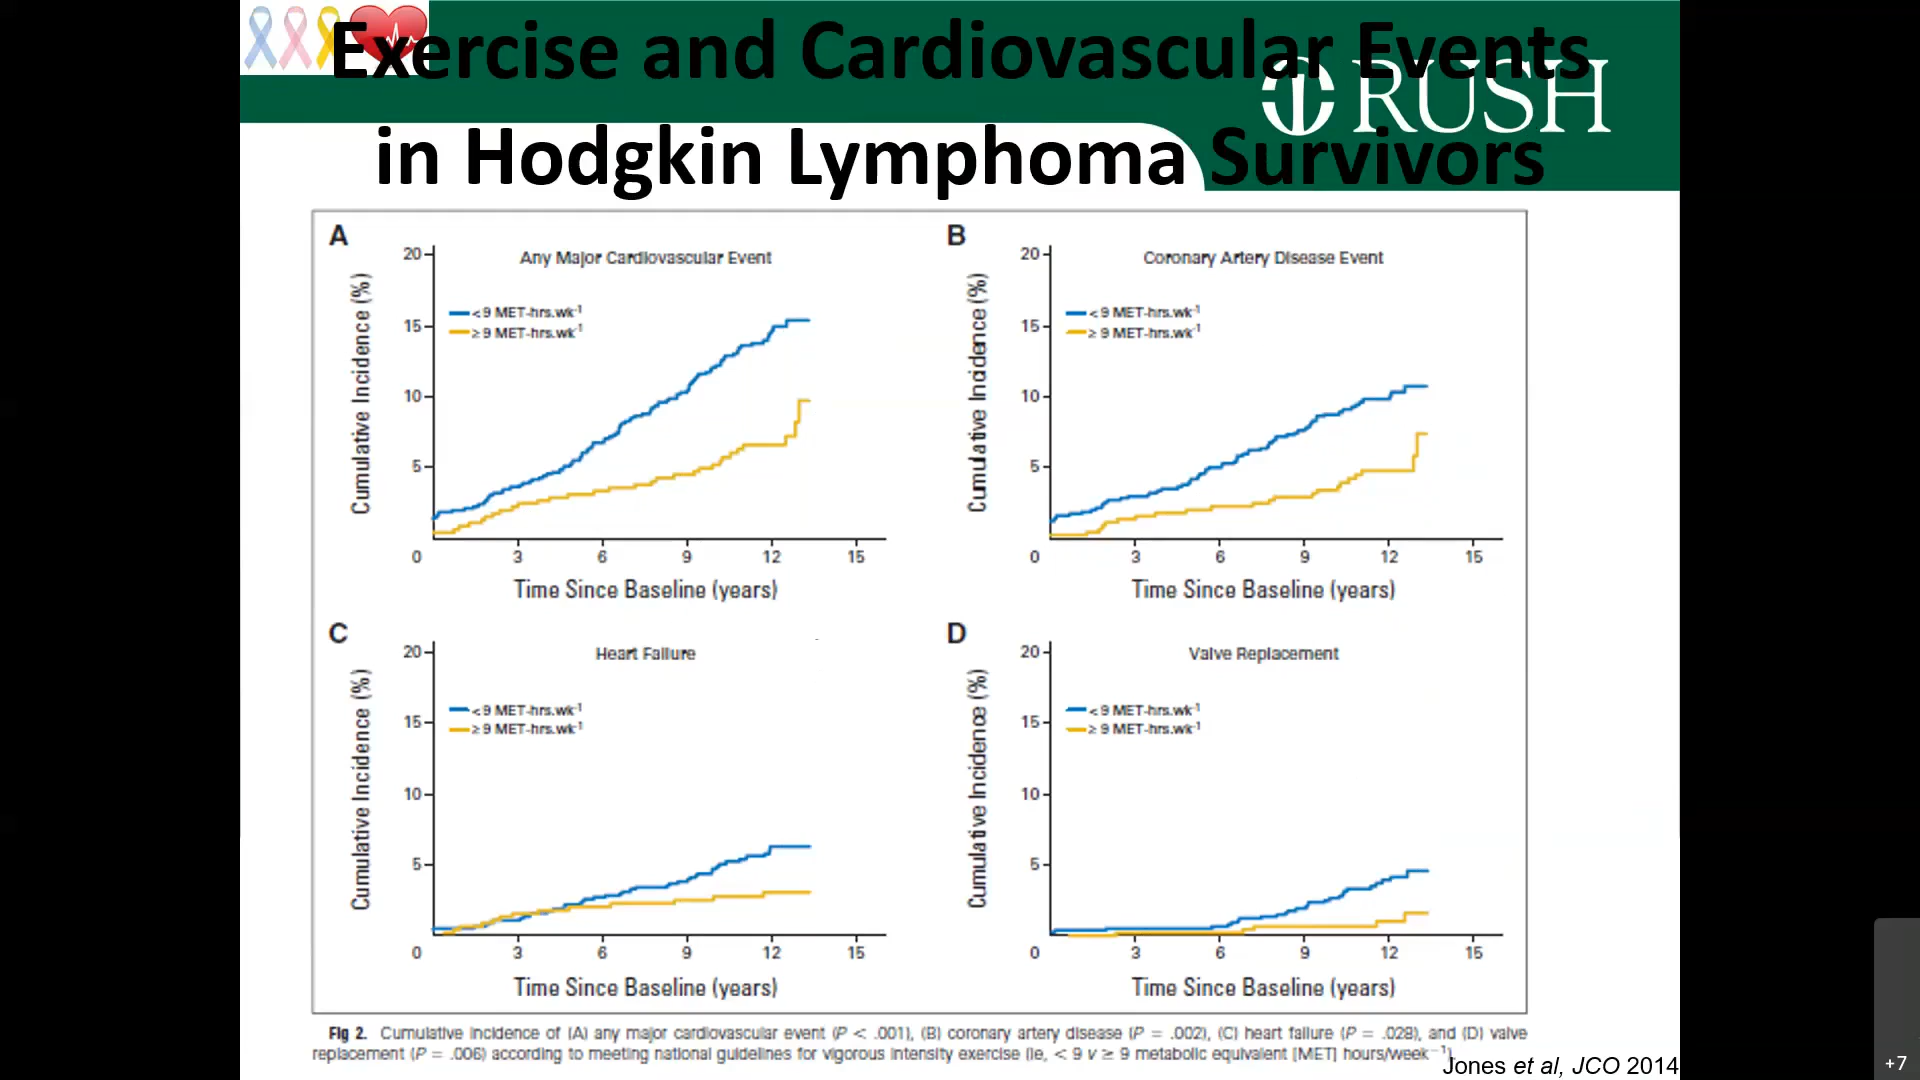 Exercise and Cardiovascular Events
RUSH
in Hodgkin Lymphoma Survivors
A
Any Major Cardiovascular Event
Cumulative Incidence (%)
20
15
10
5
0
< 9 MET-hrs.wk-1
≥ 9 MET-hrs.wk-1
3 6 9 12 15
Time Since Baseline (years)
B
Coronary Artery Disease Event
Cumulative Incidence (%)
20
15
10
5
0
< 9 MET-hrs.wk-1
≥ 9 MET-hrs.wk-1
3 6 9 12 15
Time Since Baseline (years)
C
Heart Failure
Cumulative Incidence (%)
20
15
10
5
0
< 9 MET-hrs.wk-1
≥ 9 MET-hrs.wk-1
3 6 9 12 15
Time Since Baseline (years)
D
Valve Replacement
Cumulative Incidence (%)
20
15
10
5
0
< 9 MET-hrs.wk-1
≥ 9 MET-hrs.wk-1
3 6 9 12 15
Time Since Baseline (years)
Fig 2. Cumulative incidence of (A) any major cardiovascular event (P < .001), (B) coronary artery disease (P = .002), (C) heart failure (P = .028), and (D) valve
replacement (P = .006) according to meeting national guidelines for vigorous intensity exercise (ie, < 9 v ≥ 9 metabolic equivalent [MET] hours/week−1).
Jones et al, JCO 2014
+7